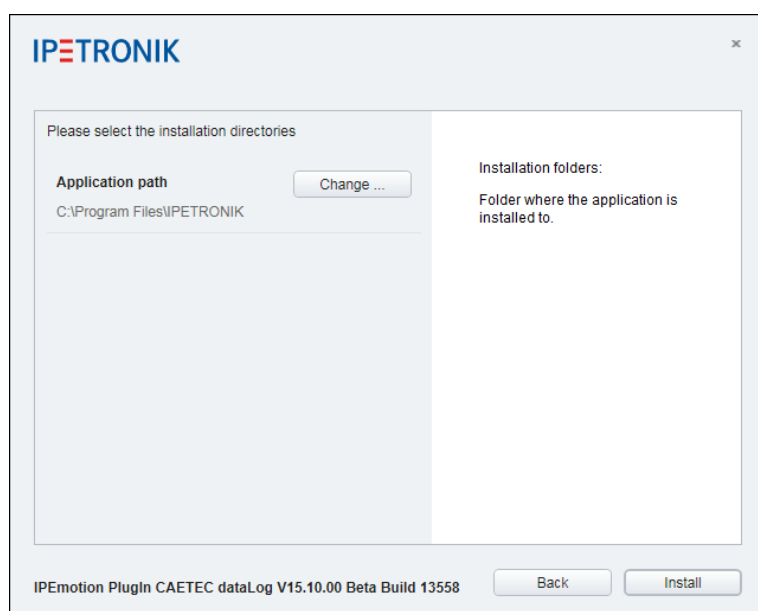 IPETRONIK
×
Please select the installation directories
Application path
Change ...
C:\Program Files\IPETRONIK
Installation folders:
Folder where the application is
installed to.
IPEmotion PlugIn CAETEC dataLog V15.10.00 Beta Build 13558
Back
Install